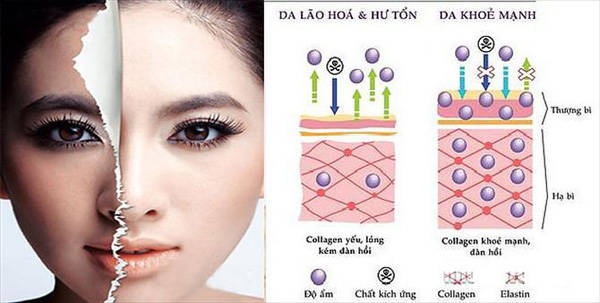 DA LÃO HOÁ & HƯ TỔN
DA KHOẺ MẠNH
Thượng bì
Hạ bì
Collagen yếu, lỏng
kém đàn hồi
Collagen khoẻ mạnh,
đàn hồi
Độ ẩm
Chất kích ứng
Collagen
Elastin